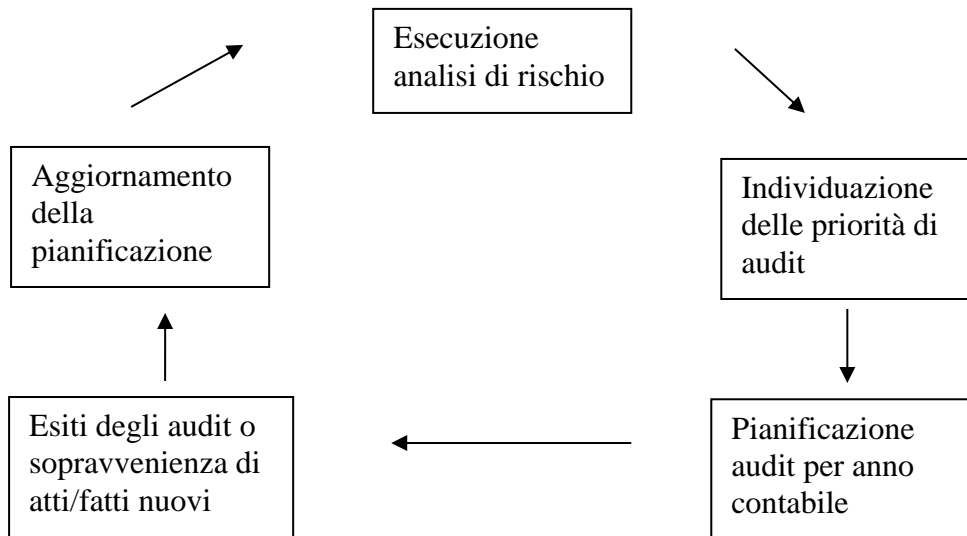 Esecuzione
analisi di rischio
Aggiornamento
della
pianificazione
Individuazione
delle priorità di
audit
Esiti degli audit o
sopravvenienza di
atti/fatti nuovi
Pianificazione
audit per anno
contabile